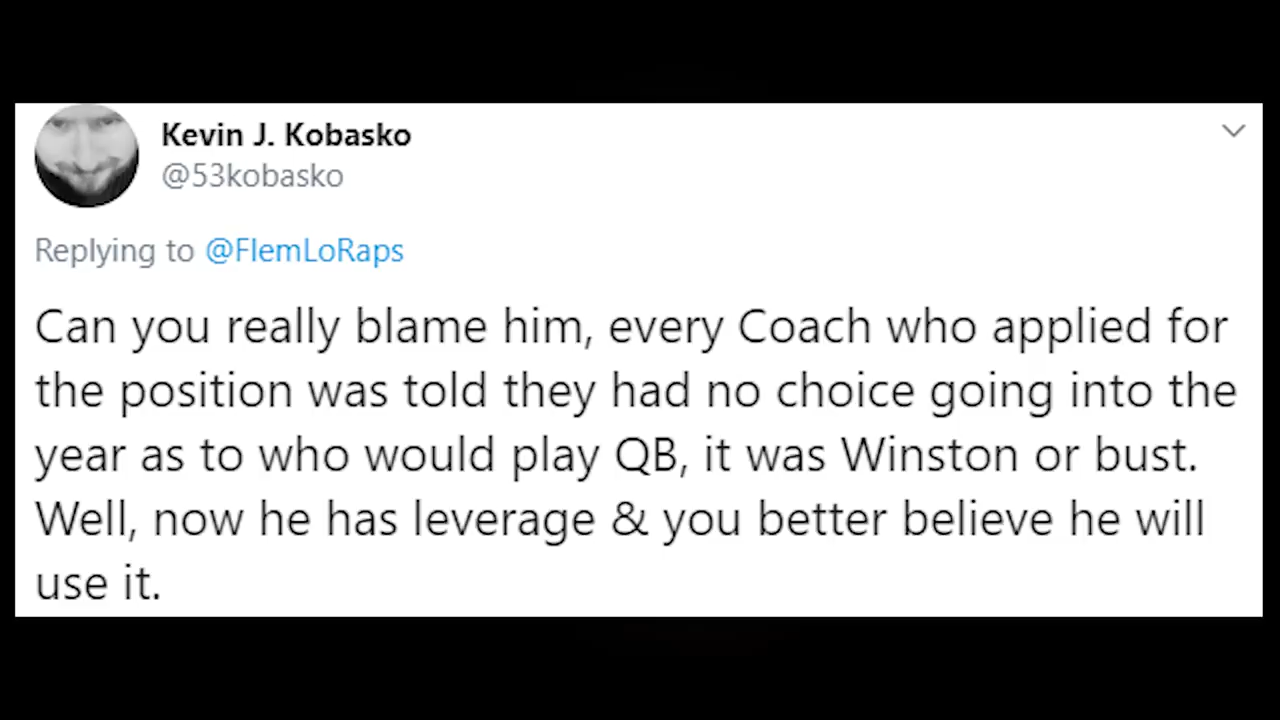 Kevin J. Kobasko
@53kobasko
Replying to @FlemLoRaps
Can you really blame him, every Coach who applied for
the position was told they had no choice going into the
year as to who would play QB, it was Winston or bust.
Well, now he has leverage & you better believe he will
use it.